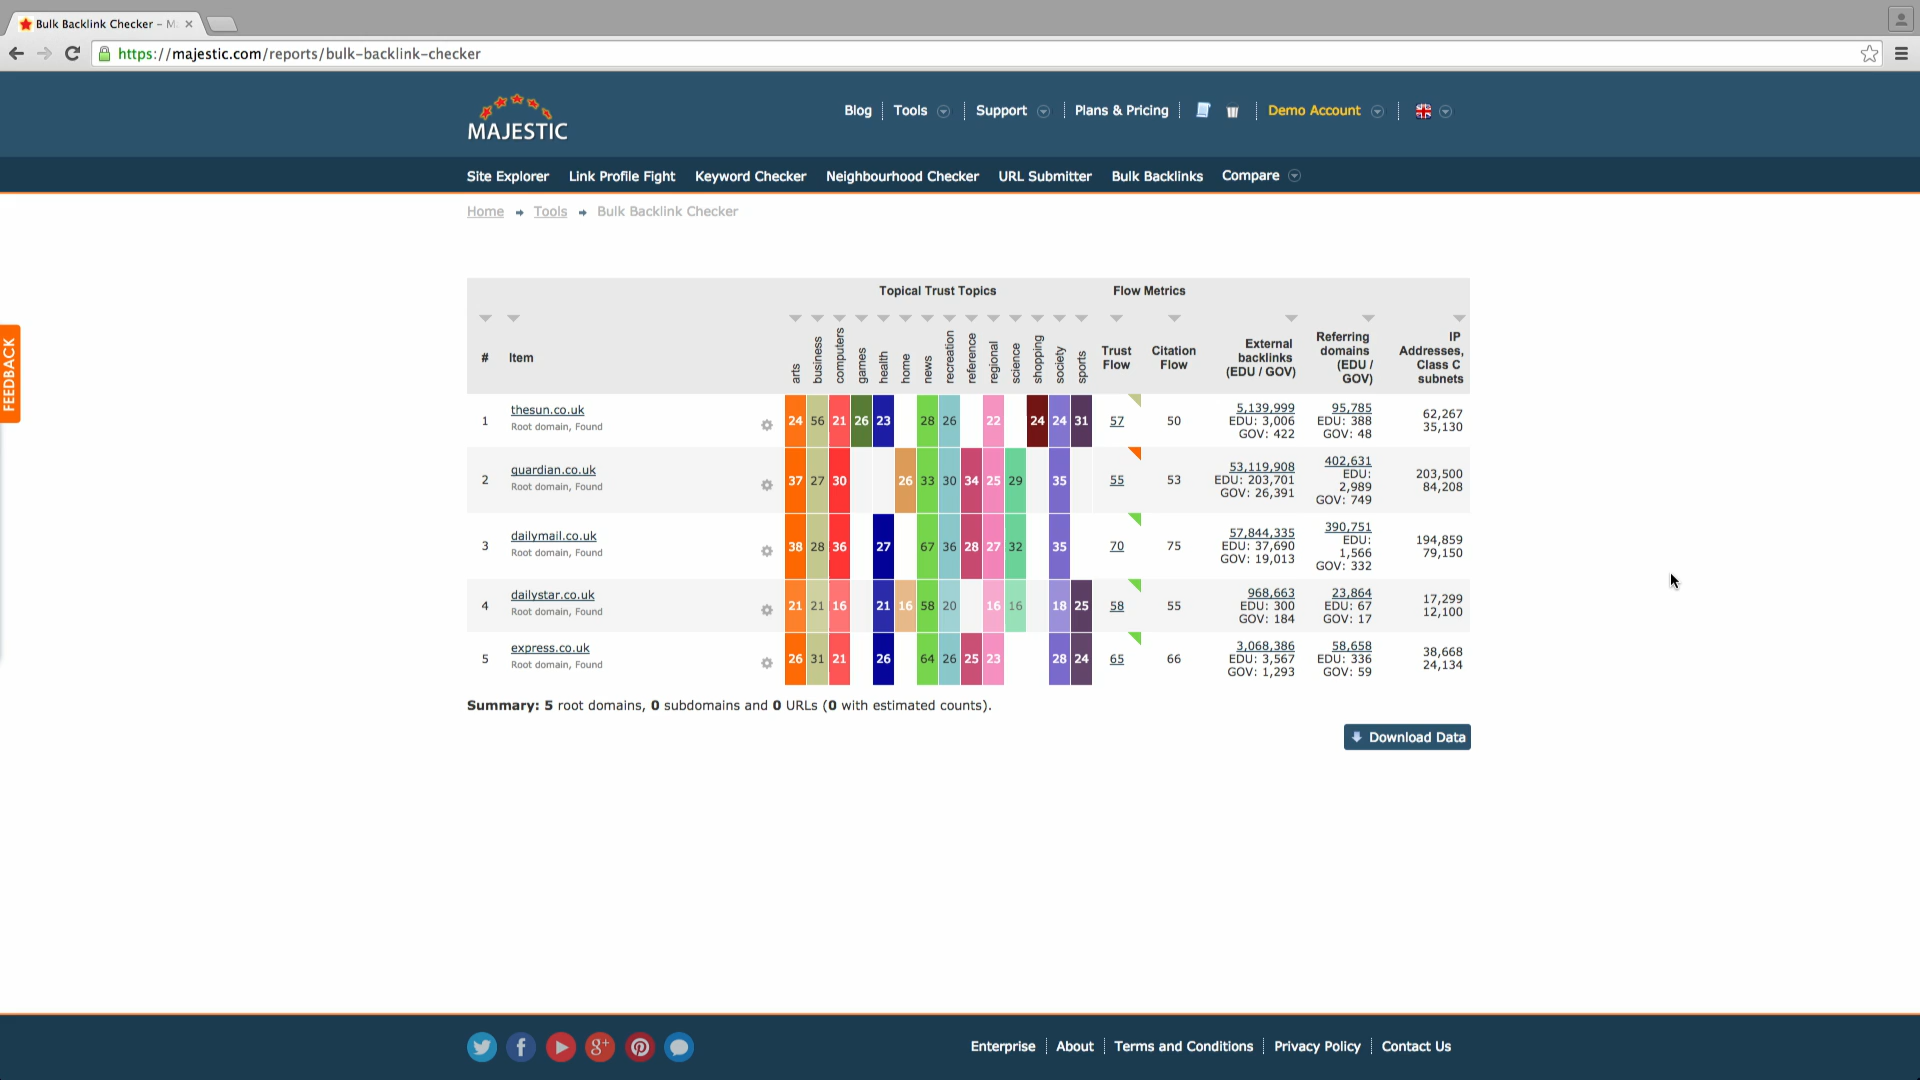 Bulk Backlink Checker – M
https://majestic.com/reports/bulk-backlink-checker
MAJESTIC
Blog Tools Support Plans & Pricing Demo Account
Site Explorer Link Profile Fight Keyword Checker Neighbourhood Checker URL Submitter Bulk Backlinks Compare
Home Tools Bulk Backlink Checker
FEEDBACK
Topical Trust Topics Flow Metrics
# Item arts business computers games health home news recreation reference regional science shopping society sports Trust Flow Citation Flow External backlinks (EDU / GOV) Referring domains (EDU / GOV) IP Addresses, Class C subnets
1 thesun.co.uk 24 56 21 26 23 28 26 22 24 24 31 57 50 5,139,999 95,785 62,267
Root domain, Found EDU: 3,006 EDU: 388 35,130
GOV: 422 GOV: 48
2 guardian.co.uk 37 27 30 26 33 30 34 25 29 35 55 53 53,119,908 402,631 203,500
Root domain, Found EDU: 203,701 EDU: 2,989 84,208
GOV: 26,391 GOV: 749
3 dailymail.co.uk 38 28 36 27 67 36 28 27 32 35 70 75 57,844,335 390,751 194,859
Root domain, Found EDU: 37,690 EDU: 1,566 79,150
GOV: 19,013 GOV: 332
4 dailystar.co.uk 21 21 16 21 16 58 20 16 16 18 25 58 55 968,663 23,864 17,299
Root domain, Found EDU: 300 EDU: 67 12,100
GOV: 184 GOV: 17
5 express.co.uk 26 31 21 26 64 26 25 23 28 24 65 66 3,068,386 58,658 38,668
Root domain, Found EDU: 3,567 EDU: 336 24,134
GOV: 1,293 GOV: 59
Summary: 5 root domains, 0 subdomains and 0 URLs (0 with estimated counts).
Download Data
Enterprise About Terms and Conditions Privacy Policy Contact Us